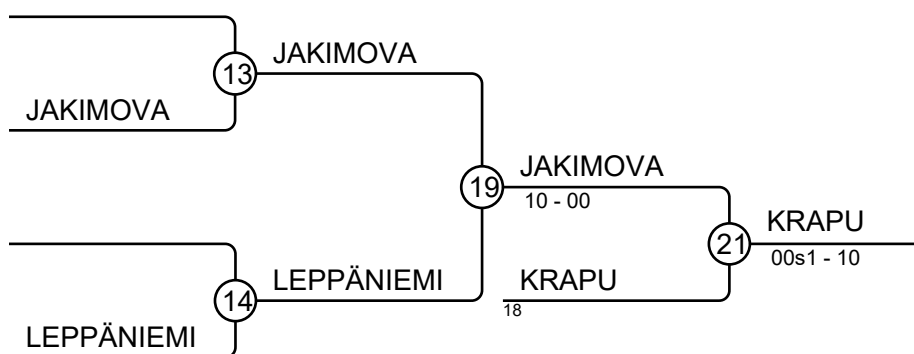 13
JAKIMOVA
JAKIMOVA
19
JAKIMOVA
10 - 00
21
KRAPU
00s1 - 10
14
LEPPÄNIEMI
KRAPU
18
LEPPÄNIEMI